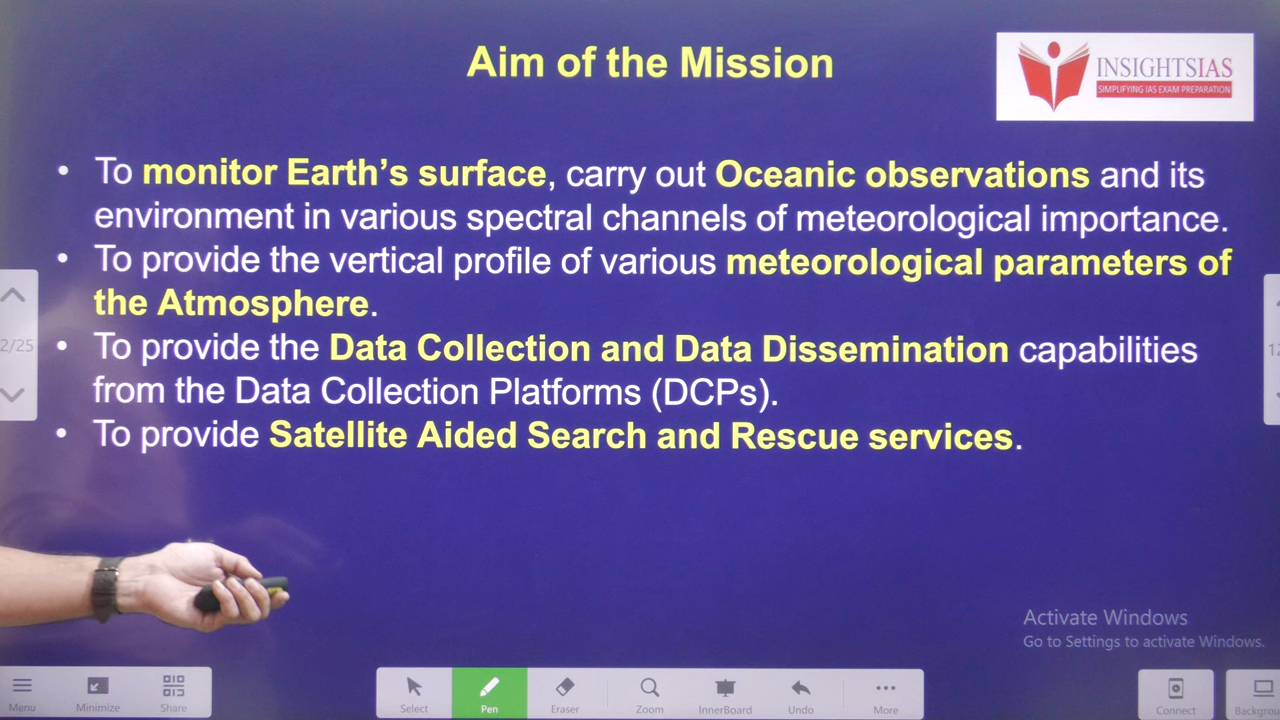 Aim of the Mission
INSIGHTSIAS
SIMPLIFYING IAS EXAM PREPARATION
• To monitor Earth's surface, carry out Oceanic observations and its
environment in various spectral channels of meteorological importance.
• To provide the vertical profile of various meteorological parameters of
the Atmosphere.
• To provide the Data Collection and Data Dissemination capabilities
from the Data Collection Platforms (DCPs).
• To provide Satellite Aided Search and Rescue services.
2/25
12
Activate Windows
Go to Settings to activate Windows.
Menu
Minimize
Share
Select
Pen
Eraser
Zoom
InnerBoard
Undo
More
Connect
Backgrou